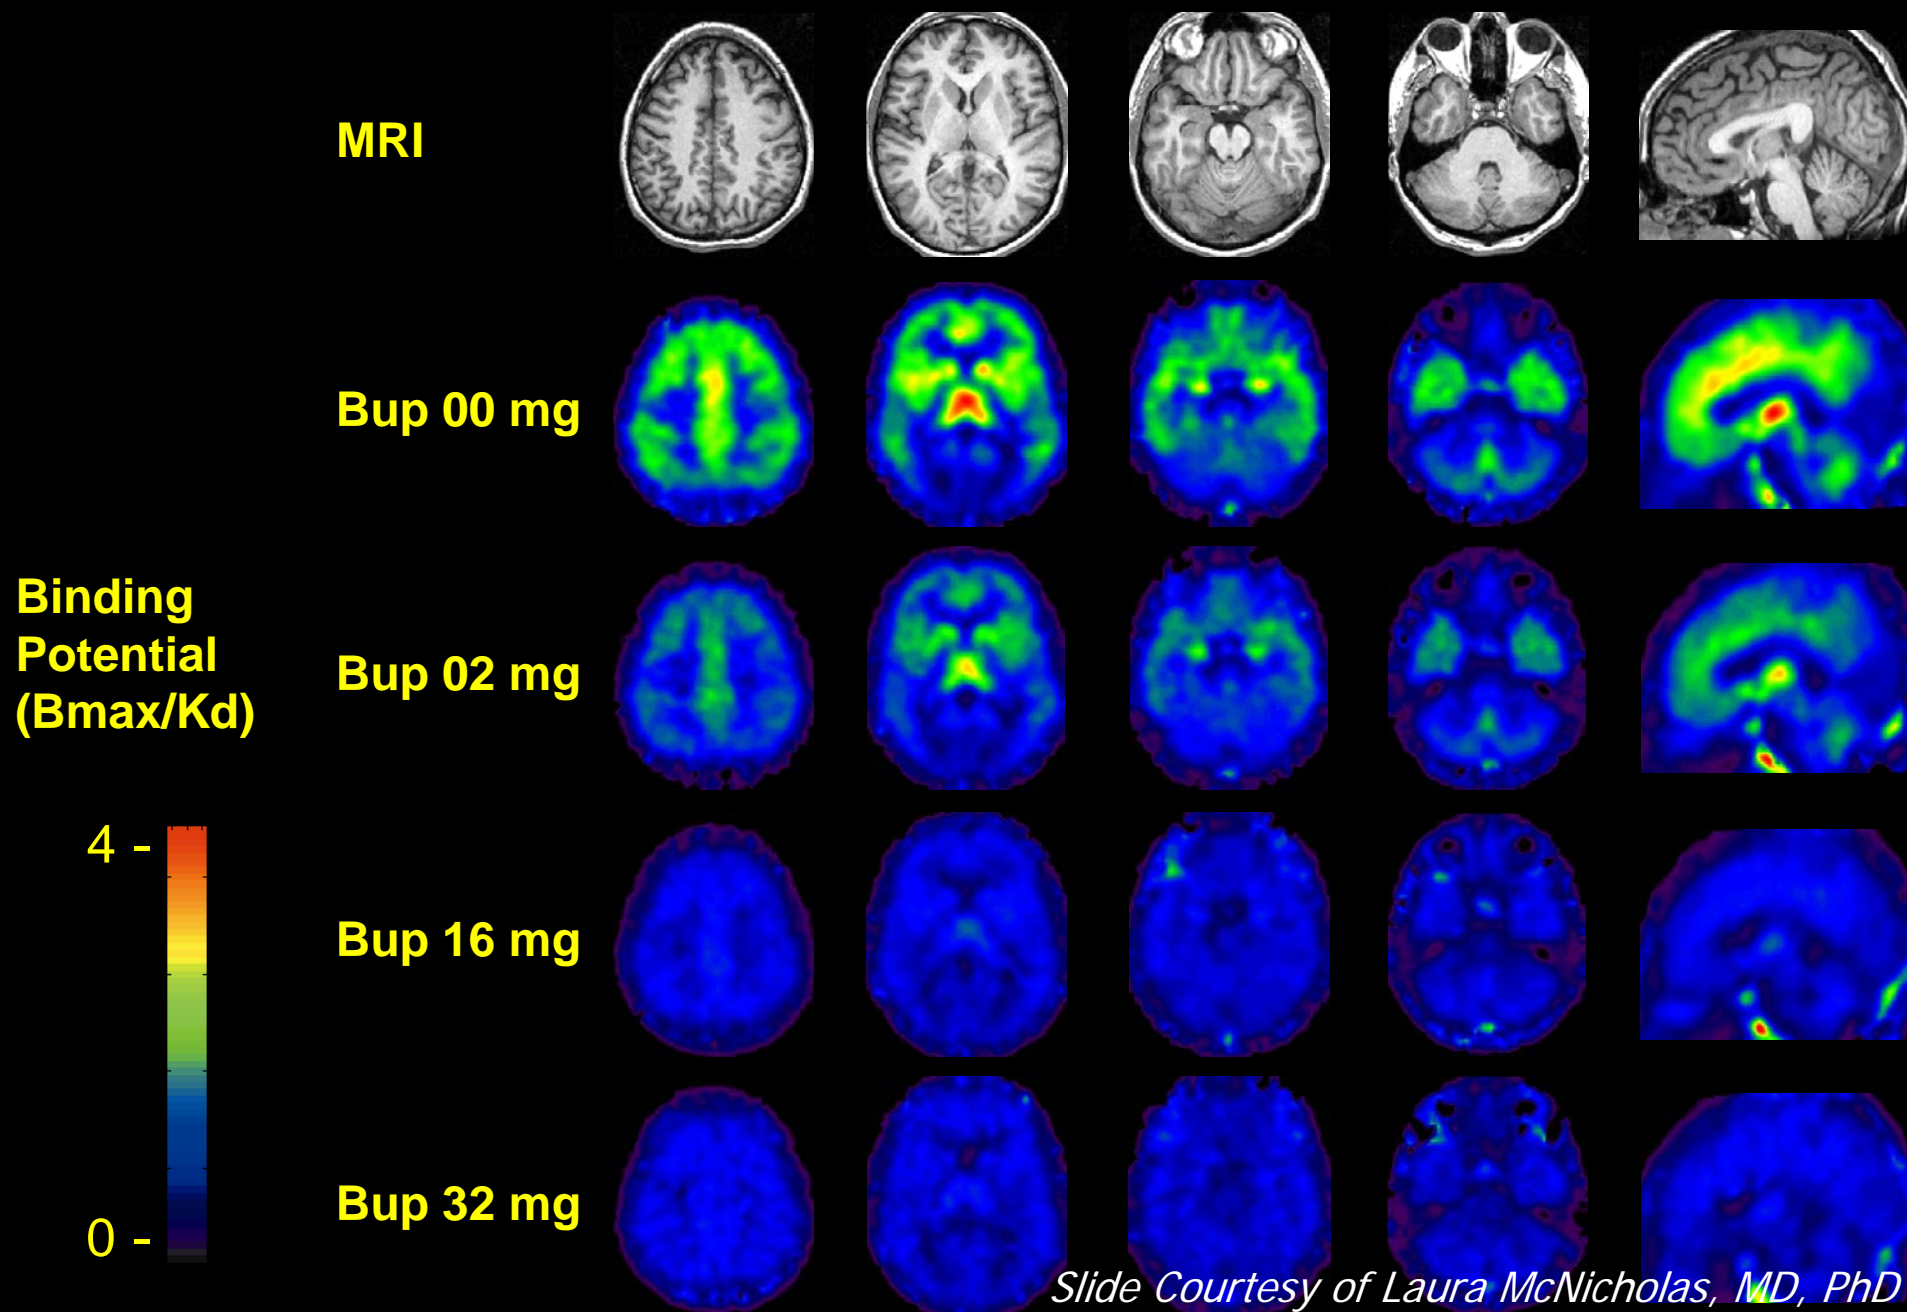 MRI
Bup 00 mg
Binding
Potential
(Bmax/Kd)
Bup 02 mg
4 -
Bup 16 mg
0 -
Bup 32 mg
Slide Courtesy of Laura McNicholas, MD, PhD